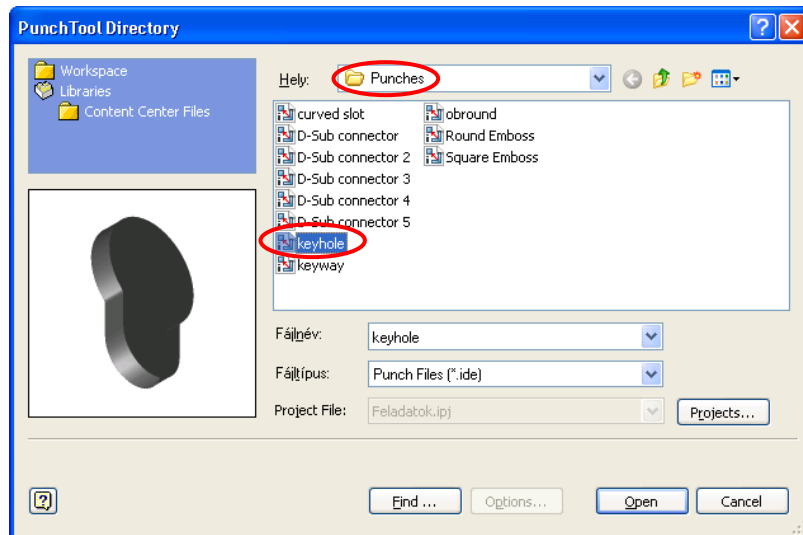 PunchTool Directory
Workspace
Libraries
Content Center Files
Hely:
Punches
curved slot
D-Sub connector
D-Sub connector 2
D-Sub connector 3
D-Sub connector 4
D-Sub connector 5
keyhole
keyway
obround
Round Emboss
Square Emboss
Fájlnév:
keyhole
Fájltípus:
Punch Files (*.ide)
Project File:
Feladatok.ipj
Projects...
Find ...
Options...
Open
Cancel